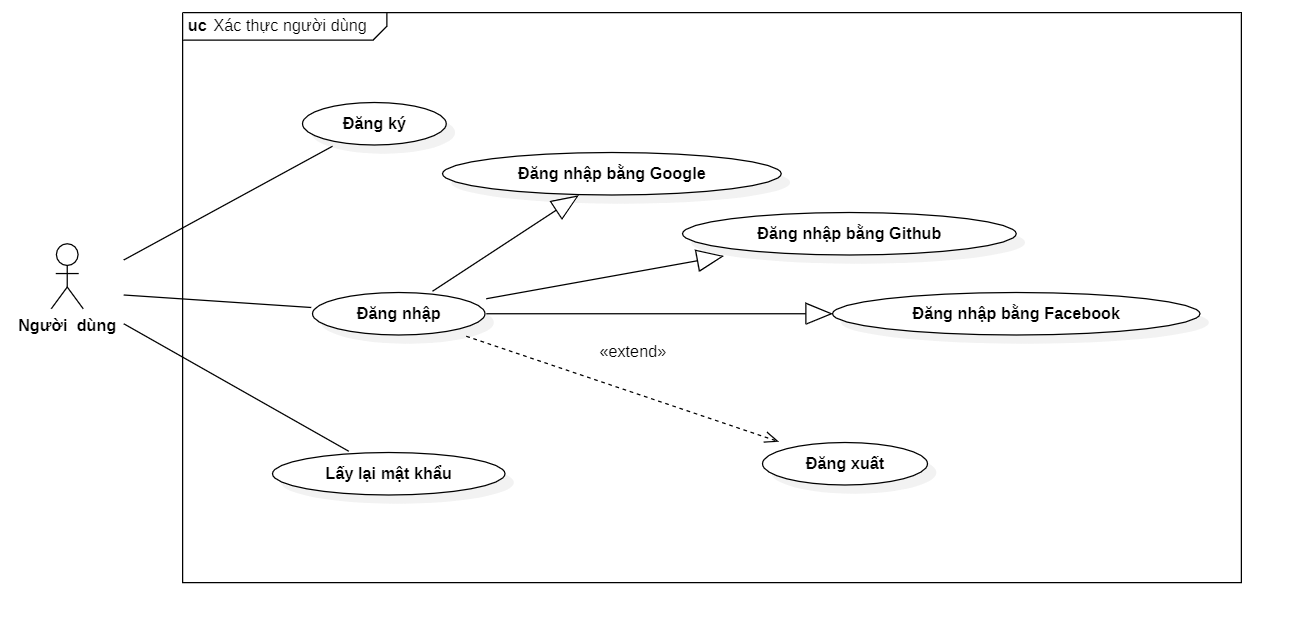 uc Xác thực người dùng
Đăng ký
Đăng nhập bằng Google
Đăng nhập bằng Github
Người dùng
Đăng nhập
Đăng nhập bằng Facebook
«extend»
Lấy lại mật khẩu
Đăng xuất